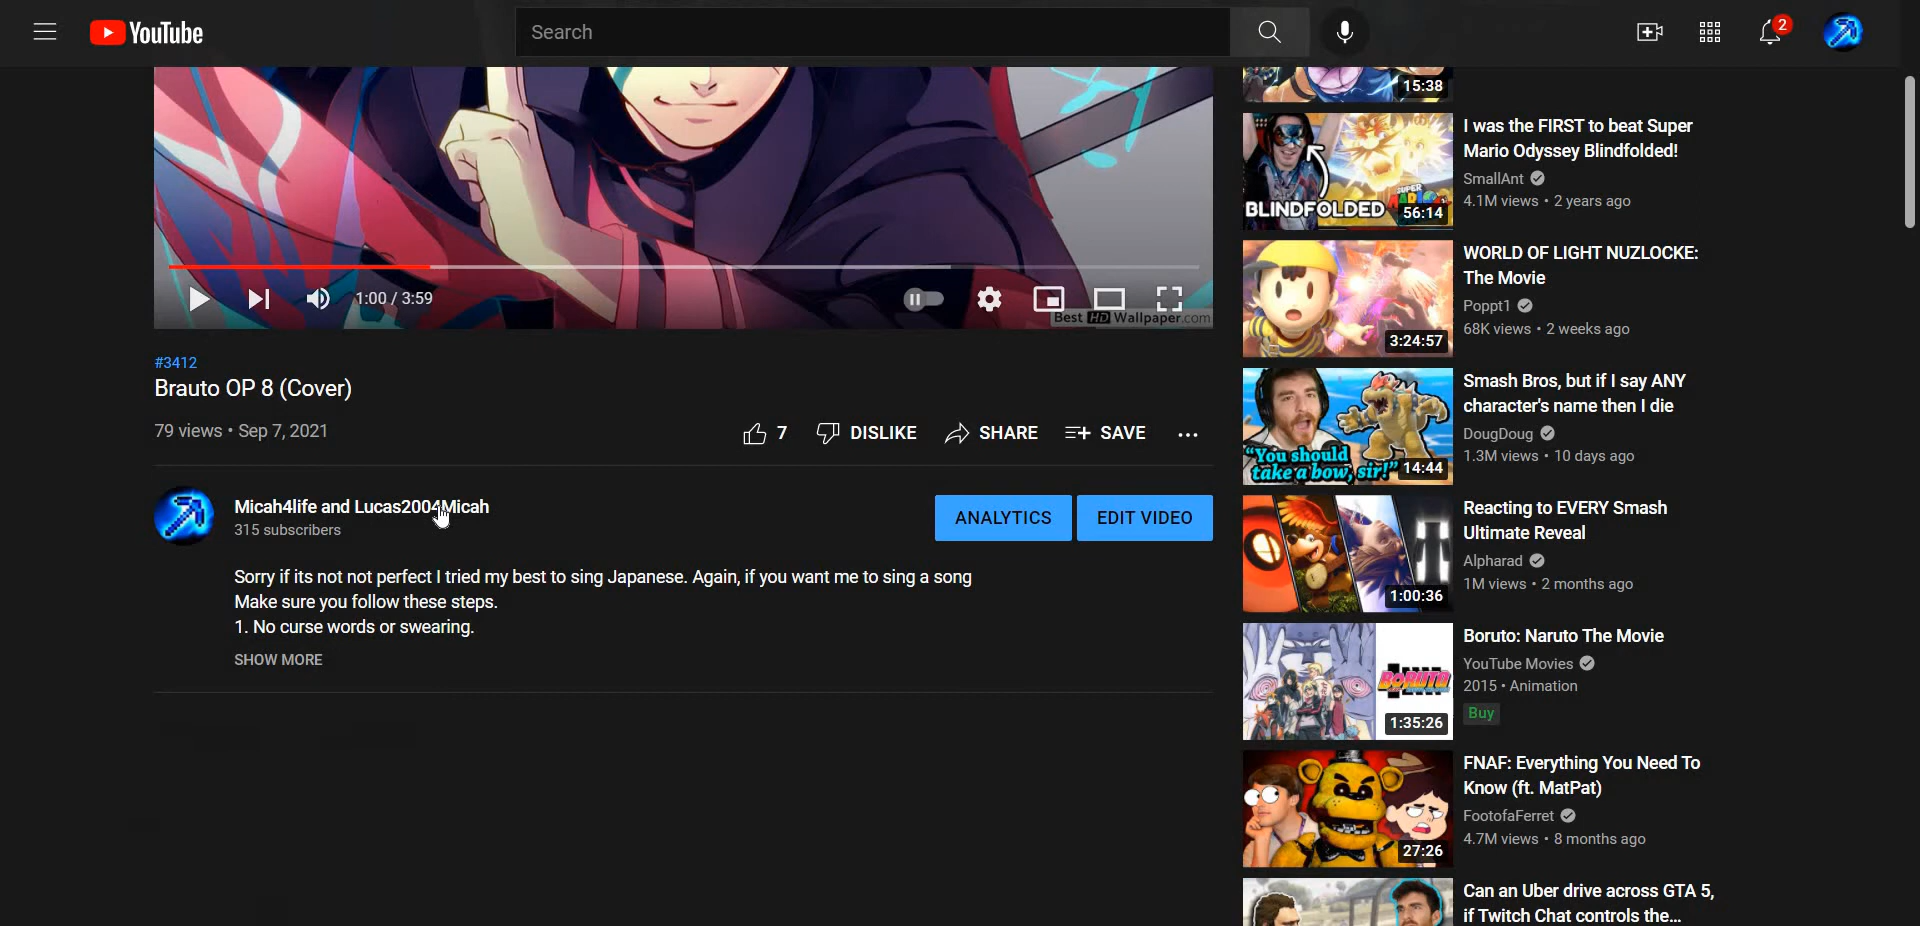 YouTube
Search
2
1:00 / 3:59
Best HD Wallpaper.com
#3412
Brauto OP 8 (Cover)
79 views • Sep 7, 2021
7 DISLIKE SHARE SAVE ...
Micah4life and Lucas2004Micah
315 subscribers
ANALYTICS EDIT VIDEO
Sorry if its not not perfect I tried my best to sing Japanese. Again, if you want me to sing a song
Make sure you follow these steps.
1. No curse words or swearing.
SHOW MORE
15:38
BLINDFOLDED
SUPER
56:14
I was the FIRST to beat Super
Mario Odyssey Blindfolded!
SmallAnt
4.1M views • 2 years ago
3:24:57
WORLD OF LIGHT NUZLOCKE:
The Movie
Poppt1
68K views • 2 weeks ago
"You should
take a bow, sir!"
14:44
Smash Bros, but if I say ANY
character's name then I die
DougDoug
1.3M views • 10 days ago
1:00:36
Reacting to EVERY Smash
Ultimate Reveal
Alpharad
1M views • 2 months ago
BORUTO
1:35:26
Boruto: Naruto The Movie
YouTube Movies
2015 • Animation
Buy
27:26
FNAF: Everything You Need To
Know (ft. MatPat)
FootofaFerret
4.7M views • 8 months ago
Can an Uber drive across GTA 5,
if Twitch Chat controls the...